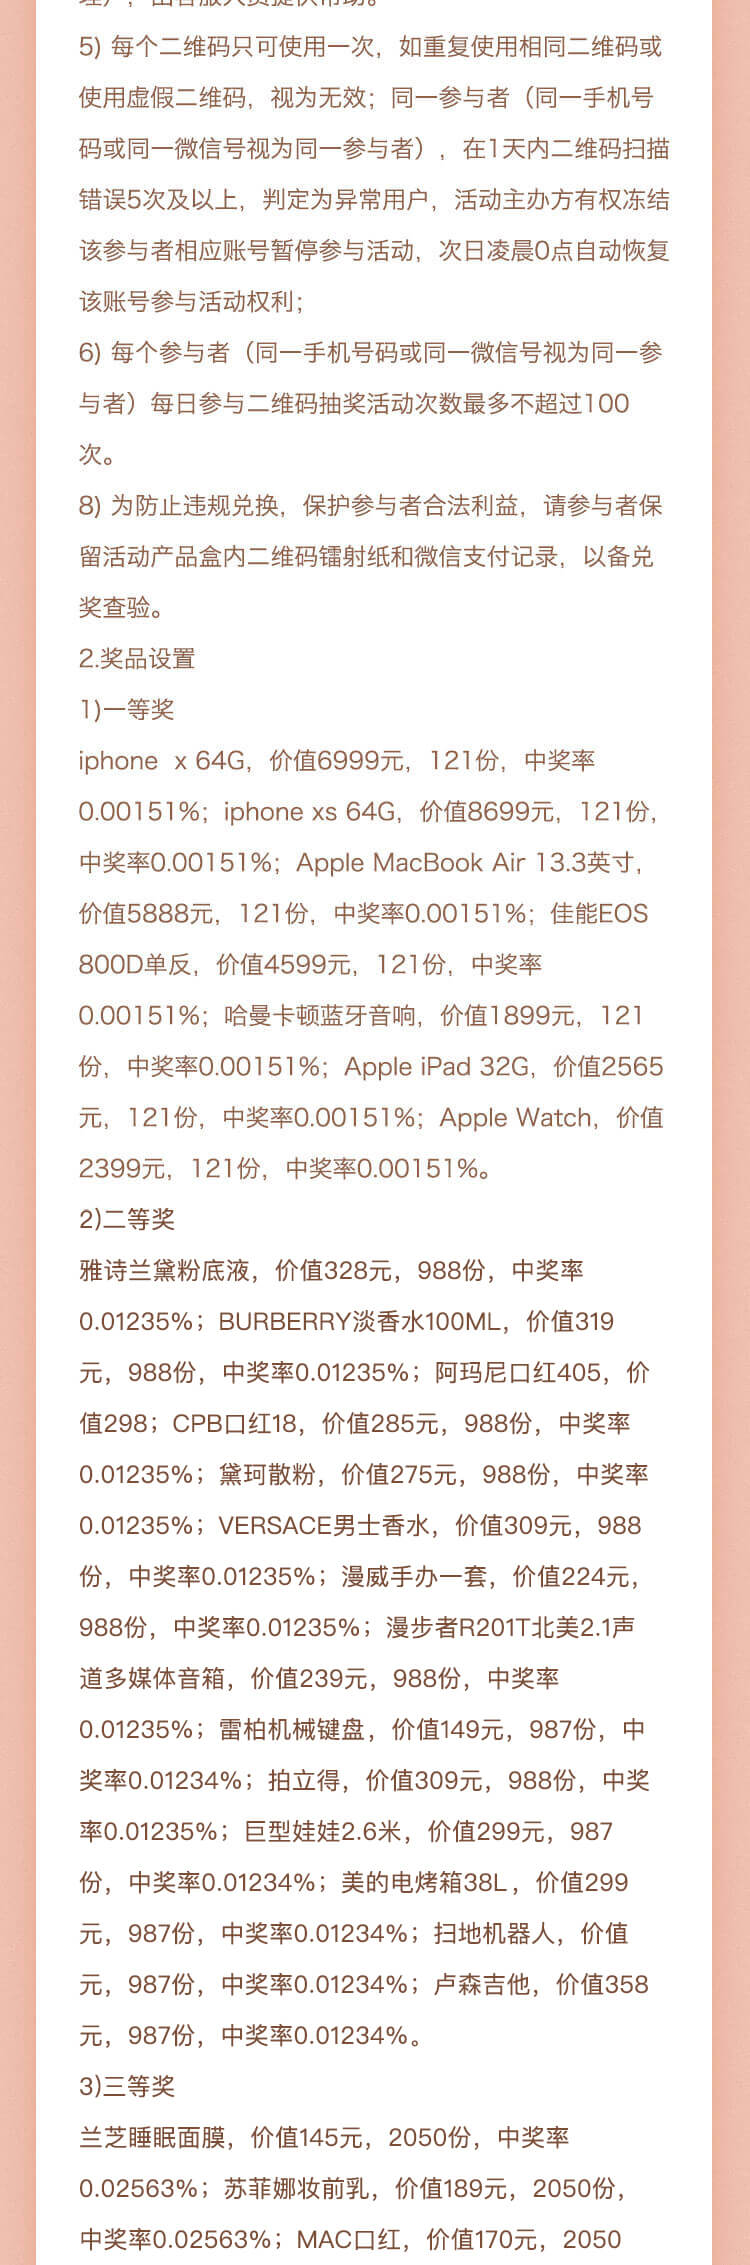 5) 每个二维码只可使用一次，如重复使用相同二维码或
使用虚假二维码，视为无效；同一参与者（同一手机号
码或同一微信号视为同一参与者），在1天内二维码扫描
错误5次及以上，判定为异常用户，活动主办方有权冻结
该参与者相应账号暂停参与活动，次日凌晨0点自动恢复
该账号参与活动权利；
6) 每个参与者（同一手机号码或同一微信号视为同一参
与者）每日参与二维码抽奖活动次数最多不超过100
次。
8) 为防止违规兑换，保护参与者合法利益，请参与者保
留活动产品盒内二维码镭射纸和微信支付记录，以备兑
奖查验。
2.奖品设置
1)一等奖
iphone  x 64G，价值6999元，121份，中奖率
0.00151%；iphone xs 64G，价值8699元，121份，
中奖率0.00151%；Apple MacBook Air 13.3英寸，
价值5888元，121份，中奖率0.00151%；佳能EOS
800D单反，价值4599元，121份，中奖率
0.00151%；哈曼卡顿蓝牙音响，价值1899元，121
份，中奖率0.00151%；Apple iPad 32G，价值2565
元，121份，中奖率0.00151%；Apple Watch，价值
2399元，121份，中奖率0.00151%。
2)二等奖
雅诗兰黛粉底液，价值328元，988份，中奖率
0.01235%；BURBERRY淡香水100ML，价值319
元，988份，中奖率0.01235%；阿玛尼口红405，价
值298；CPB口红18，价值285元，988份，中奖率
0.01235%；黛珂散粉，价值275元，988份，中奖率
0.01235%；VERSACE男士香水，价值309元，988
份，中奖率0.01235%；漫威手办一套，价值224元，
988份，中奖率0.01235%；漫步者R201T北美2.1声
道多媒体音箱，价值239元，988份，中奖率
0.01235%；雷柏机械键盘，价值149元，987份，中
奖率0.01234%；拍立得，价值309元，988份，中奖
率0.01235%；巨型娃娃2.6米，价值299元，987
份，中奖率0.01234%；美的电烤箱38L，价值299
元，987份，中奖率0.01234%；扫地机器人，价值
元，987份，中奖率0.01234%；卢森吉他，价值358
元，987份，中奖率0.01234%。
3)三等奖
兰芝睡眠面膜，价值145元，2050份，中奖率
0.02563%；苏菲娜妆前乳，价值189元，2050份，
中奖率0.02563%；MAC口红，价值170元，2050